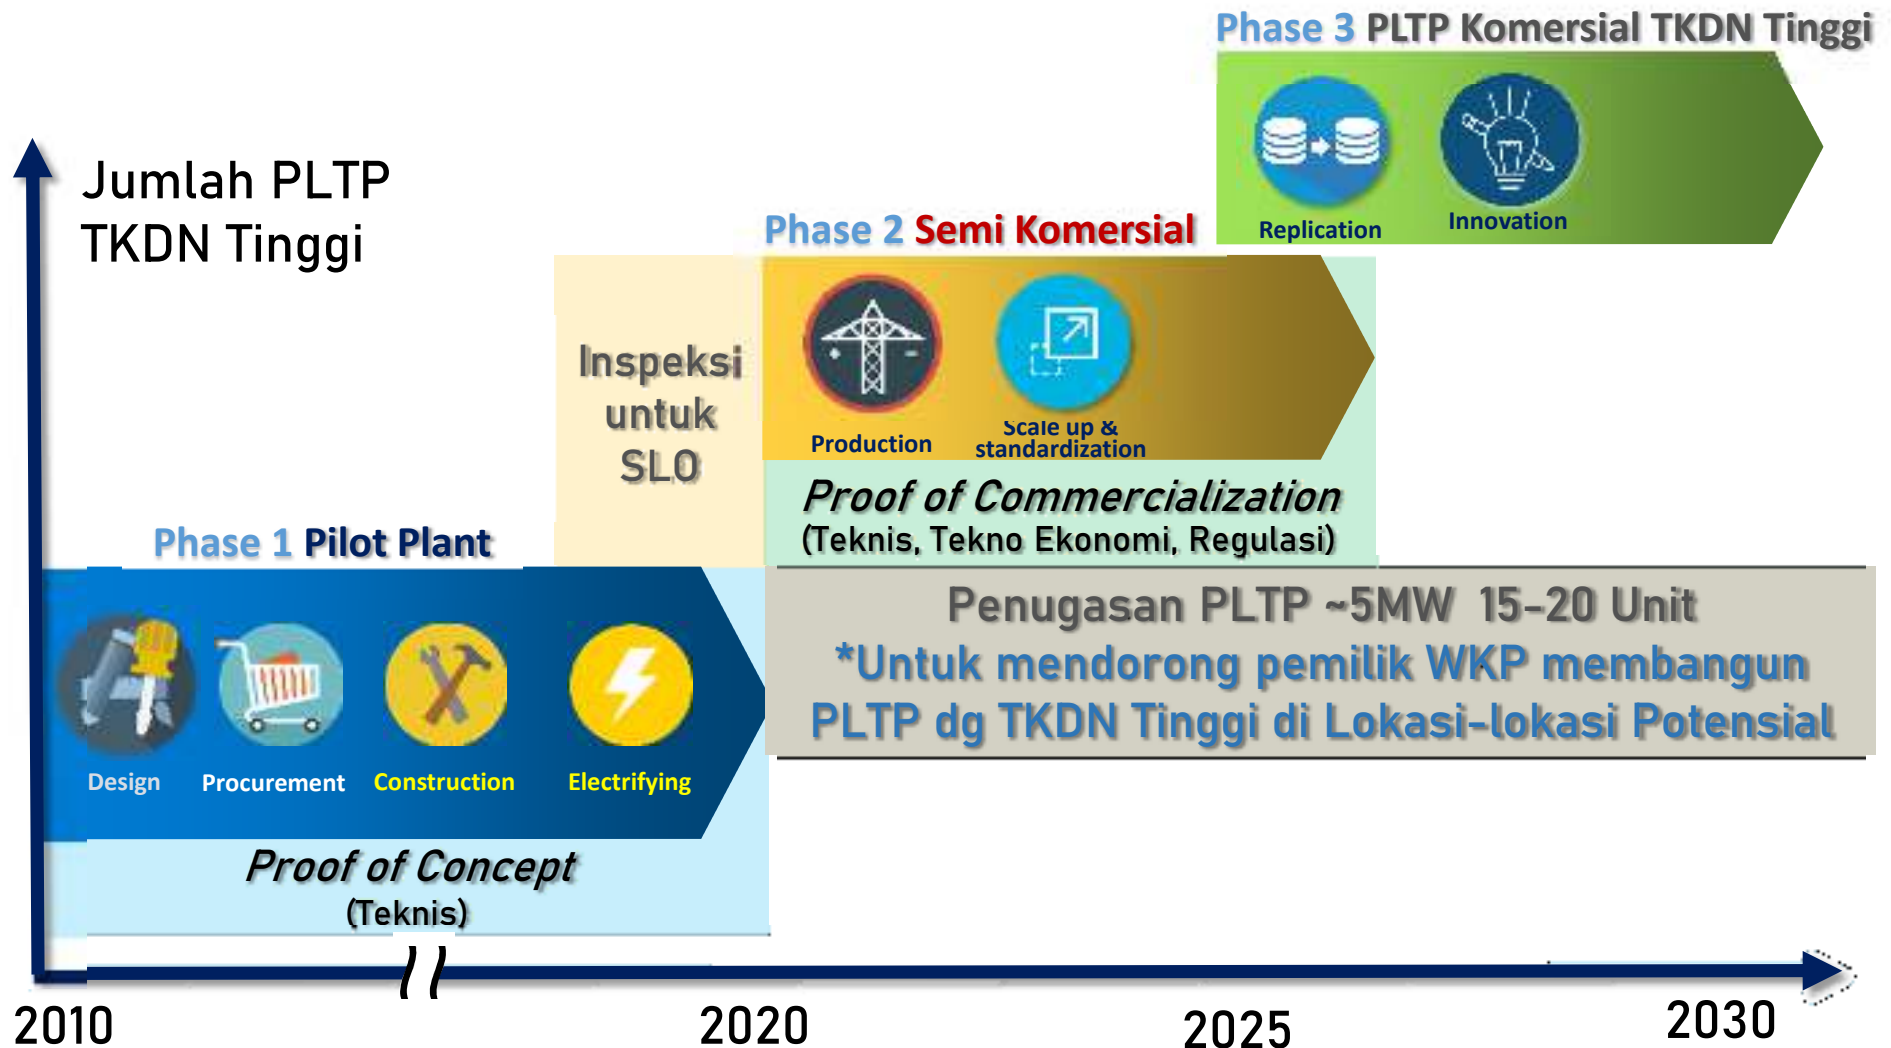 Phase 3 PLTP Komersial TKDN Tinggi
Replication
Innovation
Jumlah PLTP
TKDN Tinggi
Phase 2 Semi Komersial
Inspeksi
untuk
SLO
Production
Scale up &
standardization
Proof of Commercialization
(Teknis, Tekno Ekonomi, Regulasi)
Phase 1 Pilot Plant
Design
Procurement
Construction
Electrifying
Proof of Concept
(Teknis)
Penugasan PLTP ~5MW 15-20 Unit
*Untuk mendorong pemilik WKP membangun
PLTP dg TKDN Tinggi di Lokasi-lokasi Potensial
2010
2020
2025
2030